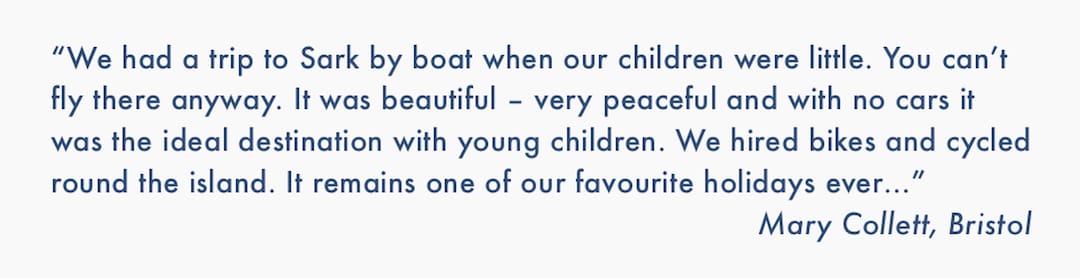 “We had a trip to Sark by boat when our children were little. You can’t
fly there anyway. It was beautiful – very peaceful and with no cars it
was the ideal destination with young children. We hired bikes and cycled
round the island. It remains one of our favourite holidays ever...”
Mary Collett, Bristol